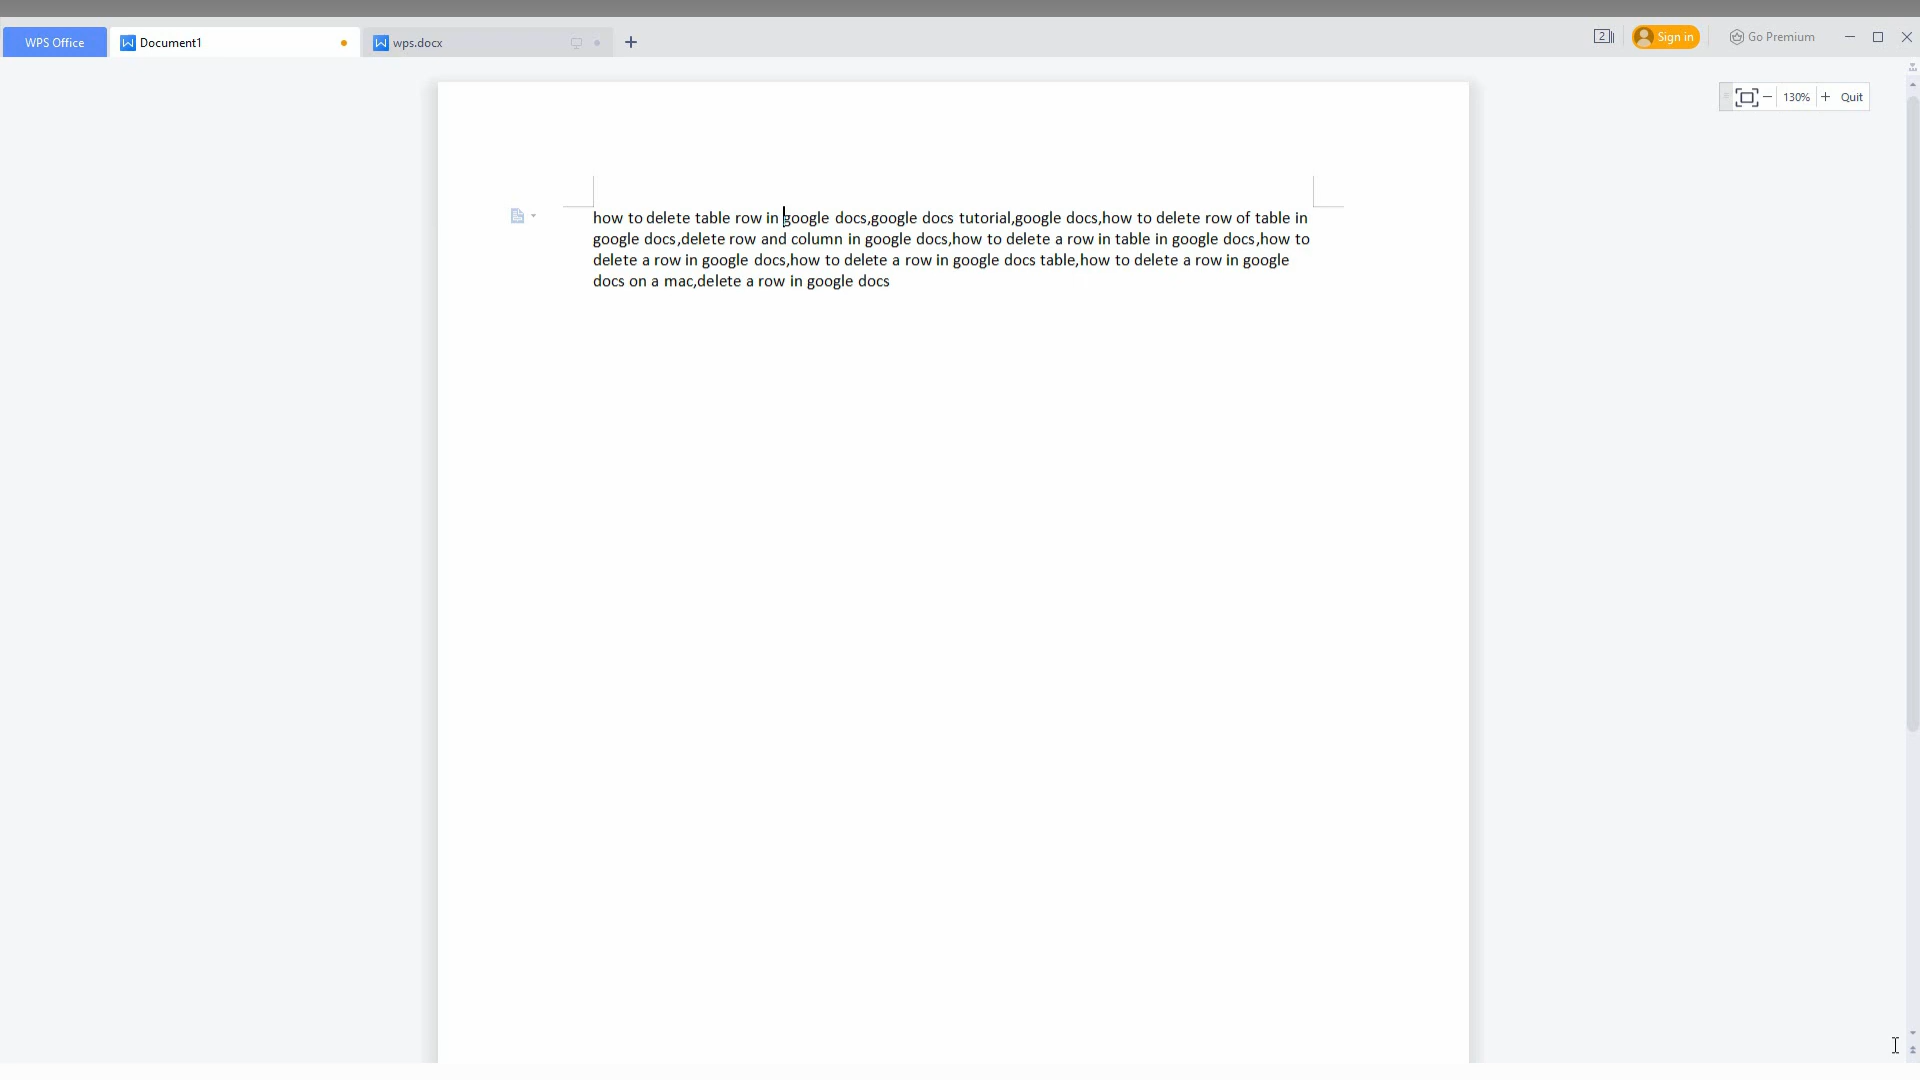 WPS Office Document1 wps.docx + 2 Sign in Go Premium
130% + Quit
how to delete table row in google docs,google docs tutorial,google docs,how to delete row of table in
google docs,delete row and column in google docs,how to delete a row in table in google docs,how to
delete a row in google docs,how to delete a row in google docs table,how to delete a row in google
docs on a mac,delete a row in google docs